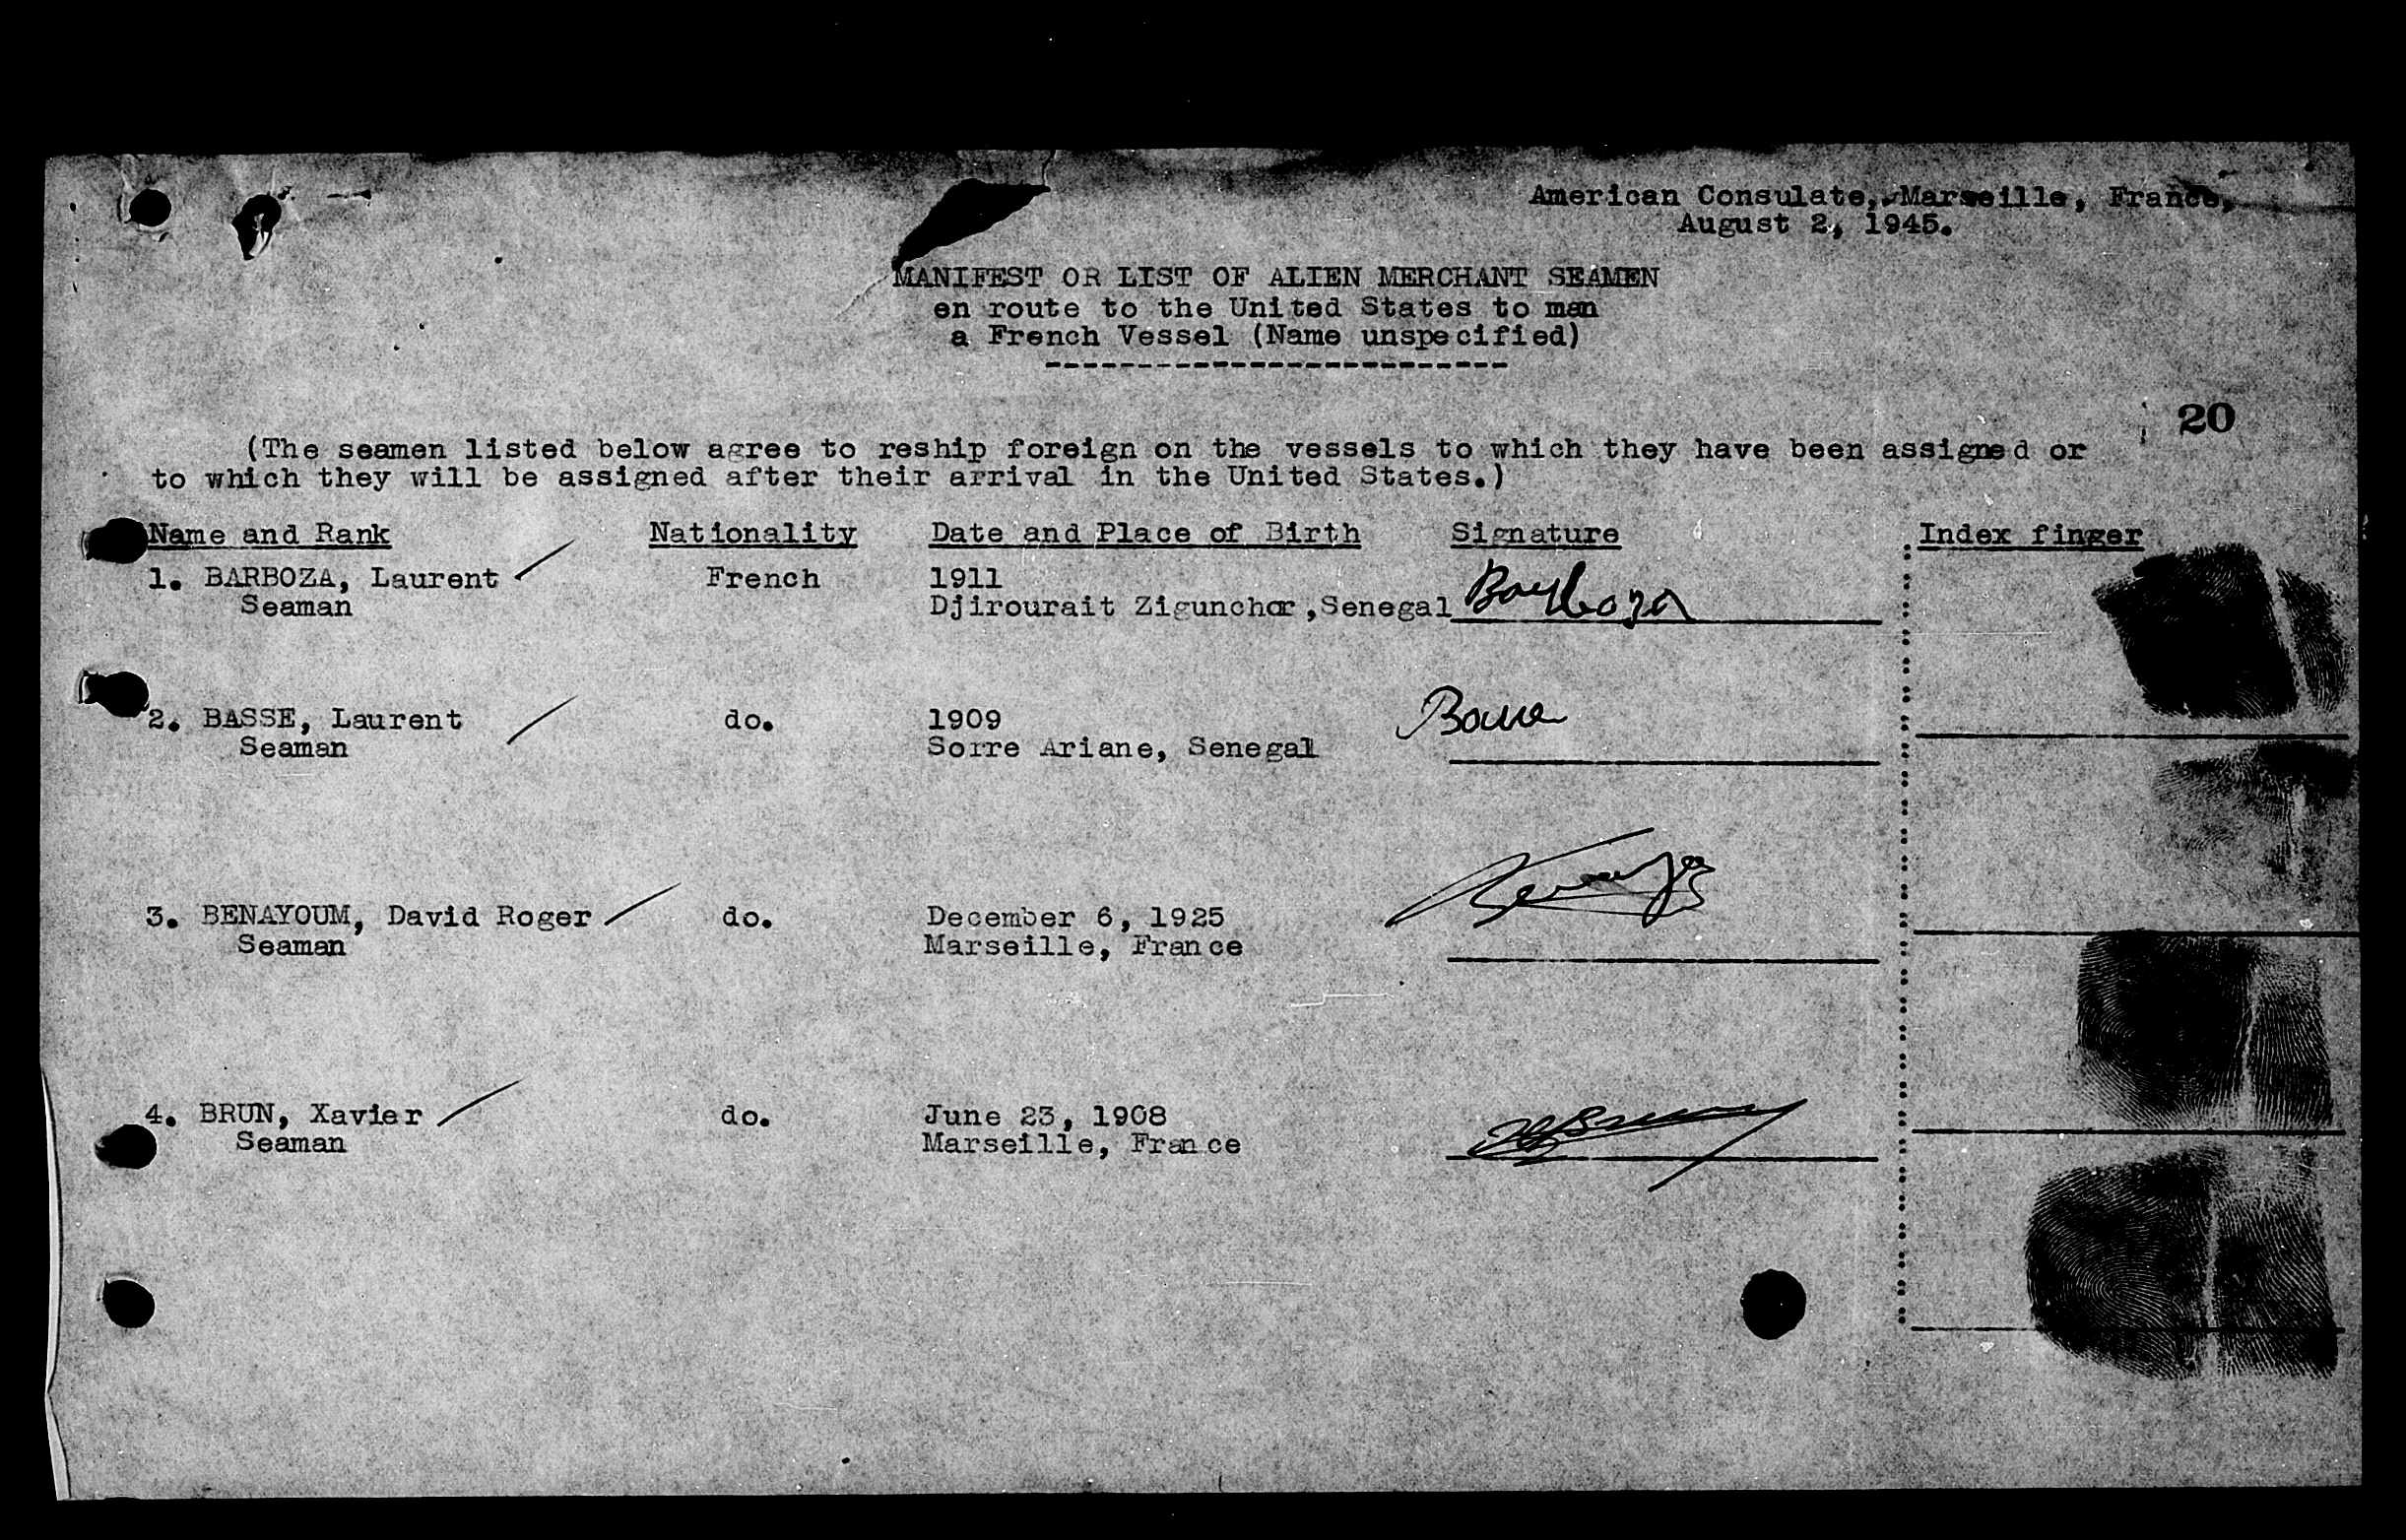 American Consulate, Marseille, France,
August 2, 1945.
MANIFEST OR LIST OF ALIEN MERCHANT SEAMEN
en route to the United States to man
a French Vessel (Name unspecified)
-------------------------
20
(The seamen listed below agree to reship foreign on the vessels to which they have been assigned or
to which they will be assigned after their arrival in the United States.)
Name and Rank Nationality Date and Place of Birth Signature Index finger
1. BARBOZA, Laurent French 1911
Seaman Djirourait Zigunchor, Senegal Barboza
2. BASSE, Laurent do. 1909 Basse
Seaman Sorre Ariane, Senegal
3. BENAYOUM, David Roger do. December 6, 1925
Seaman Marseille, France
4. BRUN, Xavier do. June 23, 1908 XBrun
Seaman Marseille, France